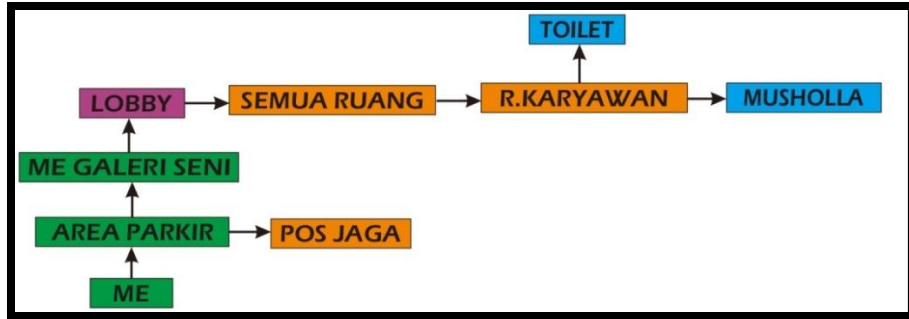 TOILET
LOBBY
SEMUA RUANG
R.KARYAWAN
MUSHOLLA
ME GALERI SENI
AREA PARKIR
POS JAGA
ME